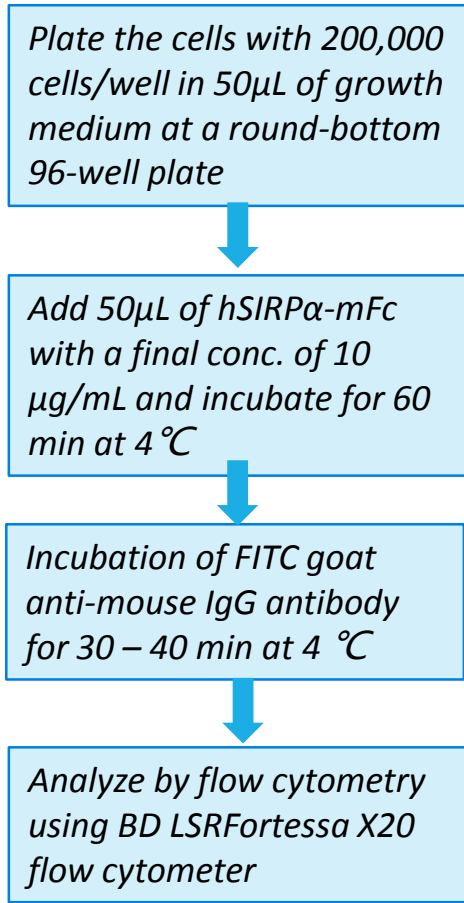 Plate the cells with 200,000
cells/well in 50μL of growth
medium at a round-bottom
96-well plate
Add 50μL of hSIRPα-mFc
with a final conc. of 10
μg/mL and incubate for 60
min at 4℃
Incubation of FITC goat
anti-mouse IgG antibody
for 30 – 40 min at 4 ℃
Analyze by flow cytometry
using BD LSRFortessa X20
flow cytometer